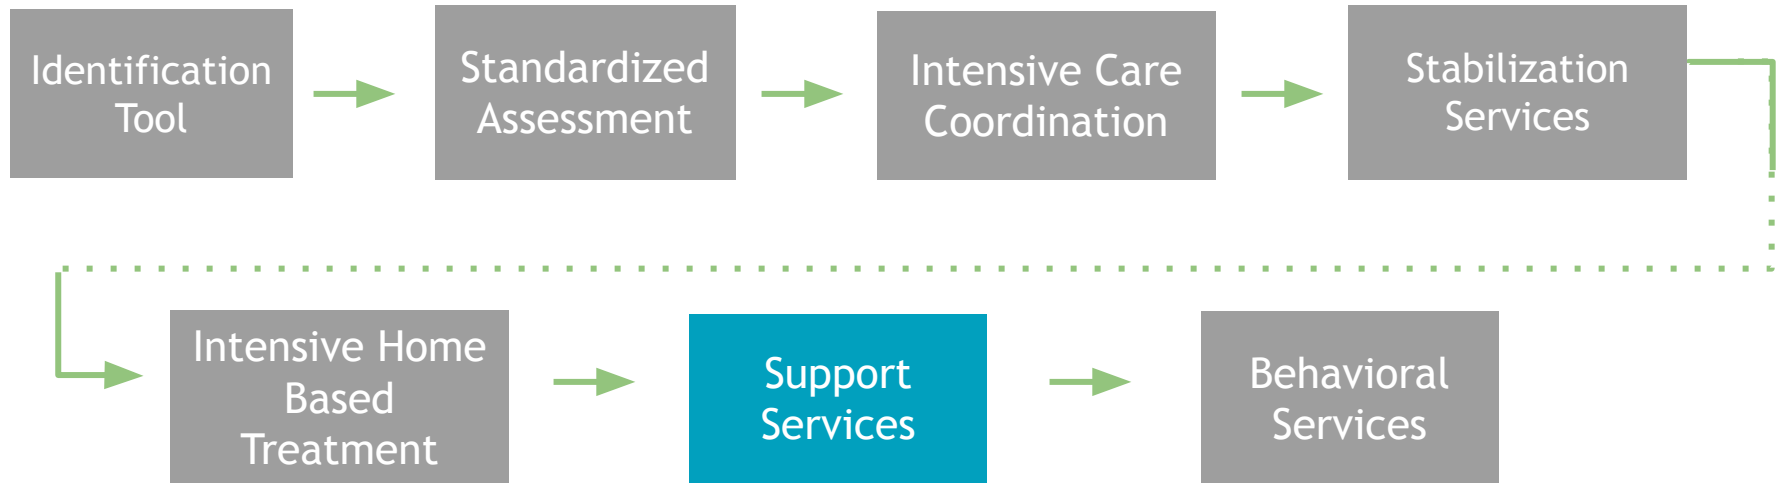 Identification
Tool
Standardized
Assessment
Intensive Care
Coordination
Stabilization
Services
Intensive Home
Based
Treatment
Support
Services
Behavioral
Services